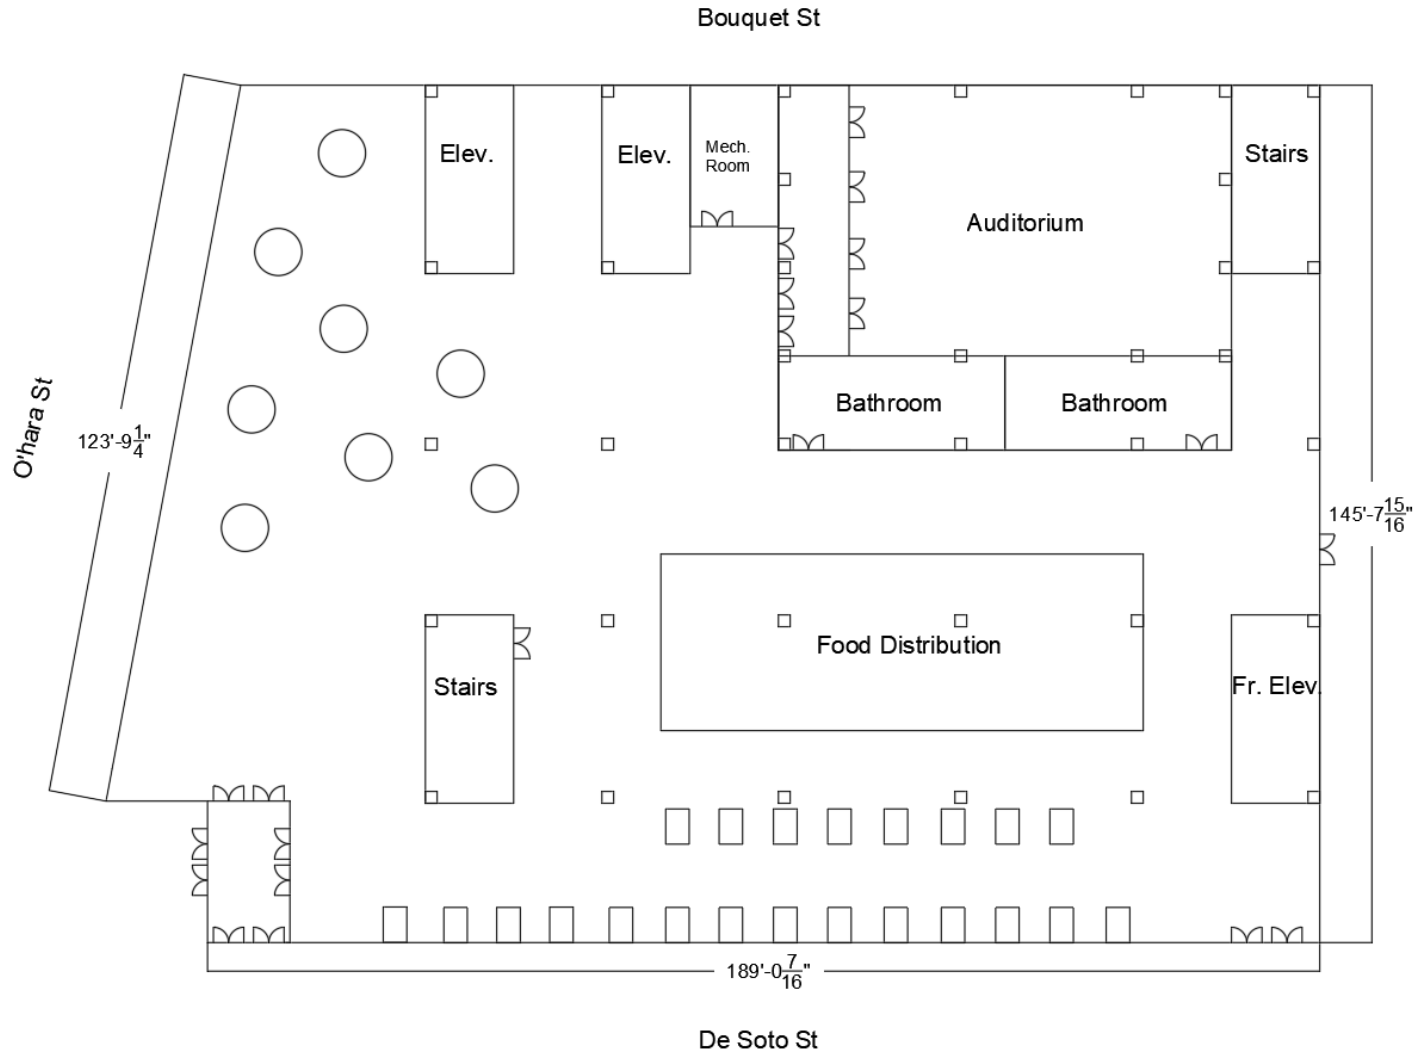 Bouquet St
Elev.
Elev.
Mech.
Room
Stairs
Auditorium
Bathroom
Bathroom
O'hara St
123'-9 1/4"
145'-7 15/16"
Food Distribution
Stairs
Fr. Elev.
189'-0 7/16"
De Soto St